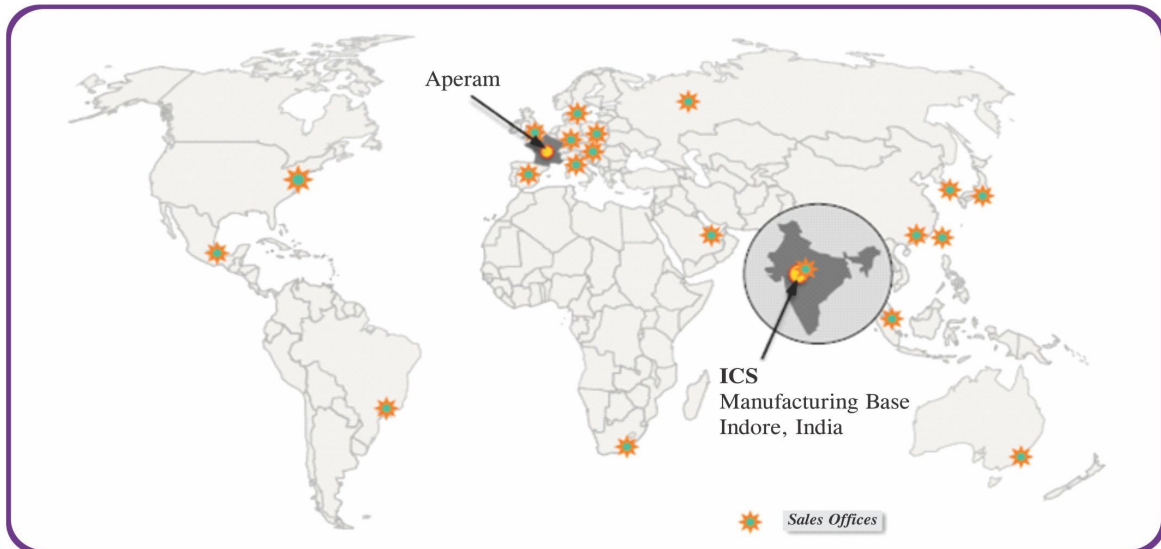 Aperam
ICS
Manufacturing Base
Indore, India
Sales Offices